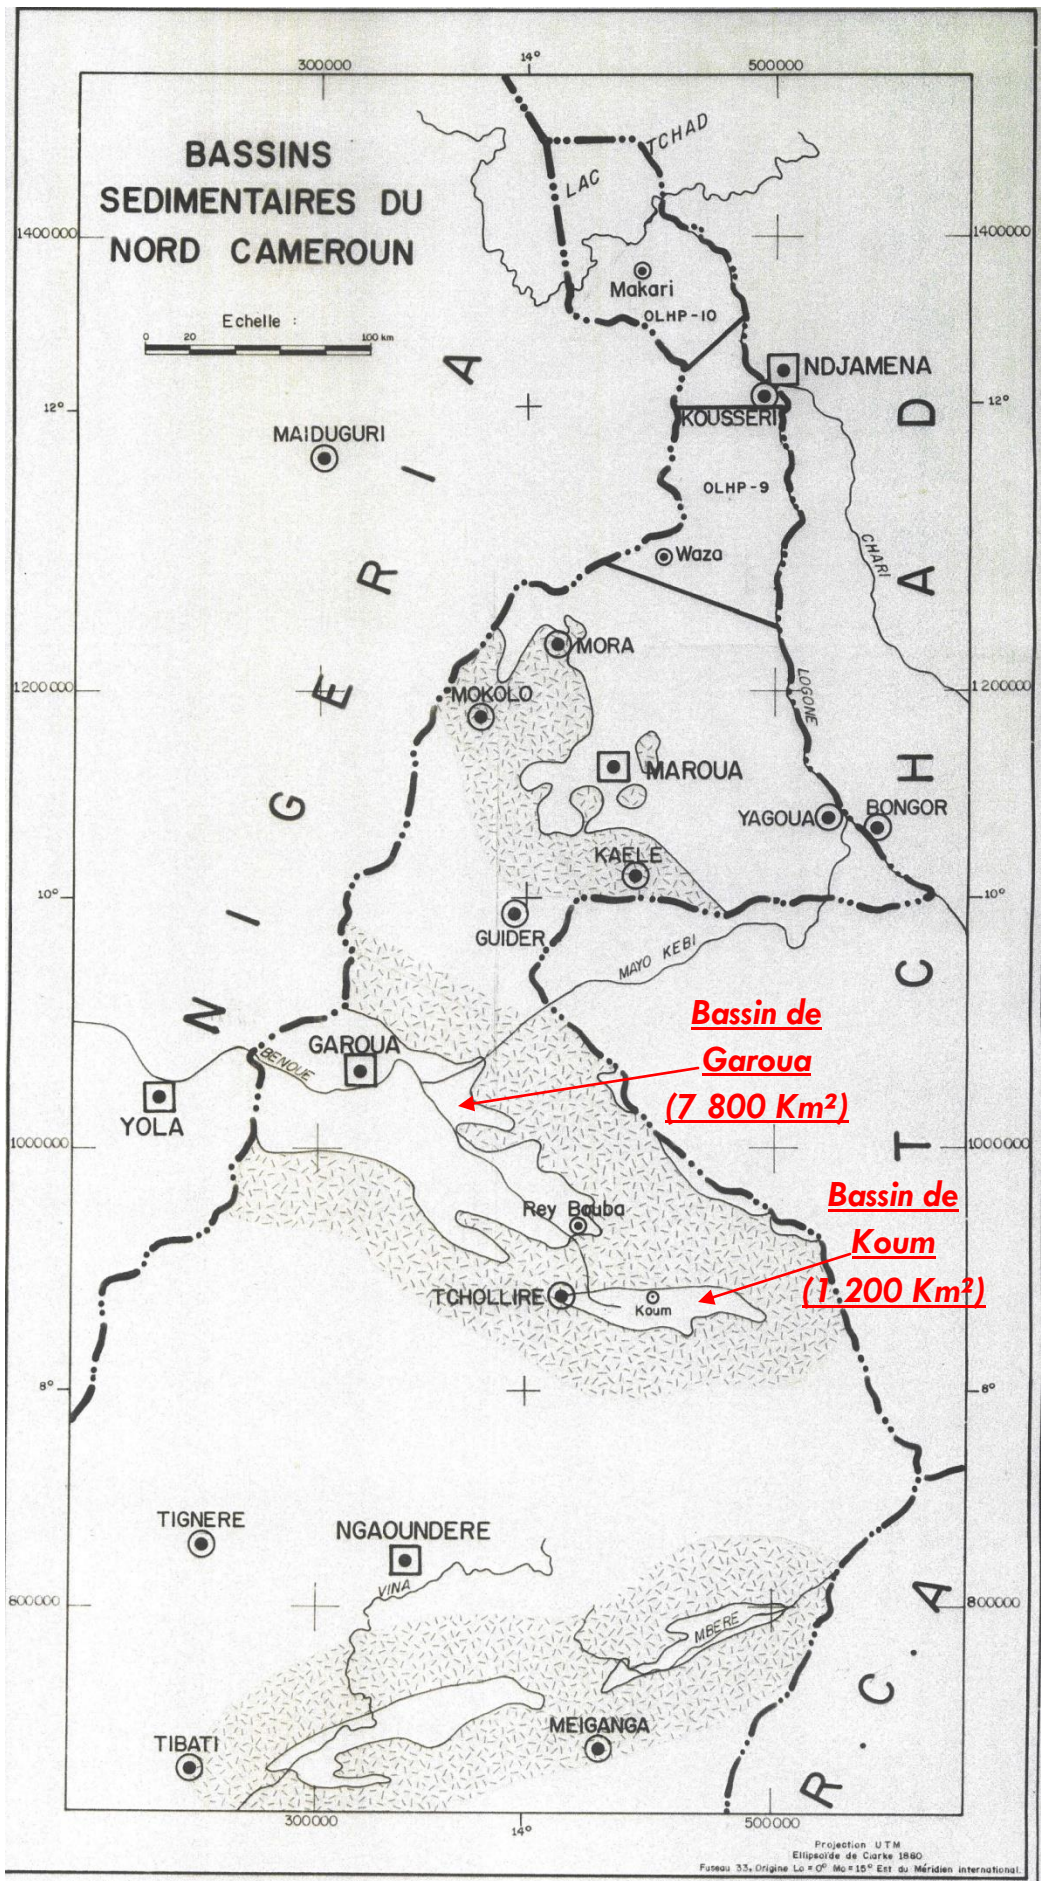 300000
14°
500000
BASSINS
SEDIMENTAIRES DU
NORD CAMEROUN
LAC
TCHAD
1400000
1400000
Makari
OLHP-10
Echelle :
0
20
100 km
NDJAMENA
12°
12°
KOUSSERI
MAIDUGURI
OLHP-9
Waza
CHARI
MORA
1200000
1200000
MOKOLO
LOGONE
MAROUA
YAGOUA
BONGOR
KAELE
10°
10°
GUIDER
MAYO KEBI
NIGERIA
TCHAD
Bassin de
Garoua
(7 800 Km²)
GAROUA
BENOUE
YOLA
1000000
1000000
Bassin de
Koum
(1 200 Km²)
Rey Bouba
TCHOLLIRE
Koum
8°
8°
TIGNERE
NGAOUNDERE
VINA
800000
800000
MBERE
R.C.A
MEIGANGA
TIBATI
300000
14°
500000
Projection UTM
Ellipsoïde de Clarke 1880
Fuseau 33, Origine Lo = 0° Mo = 15° Est du Méridien international.